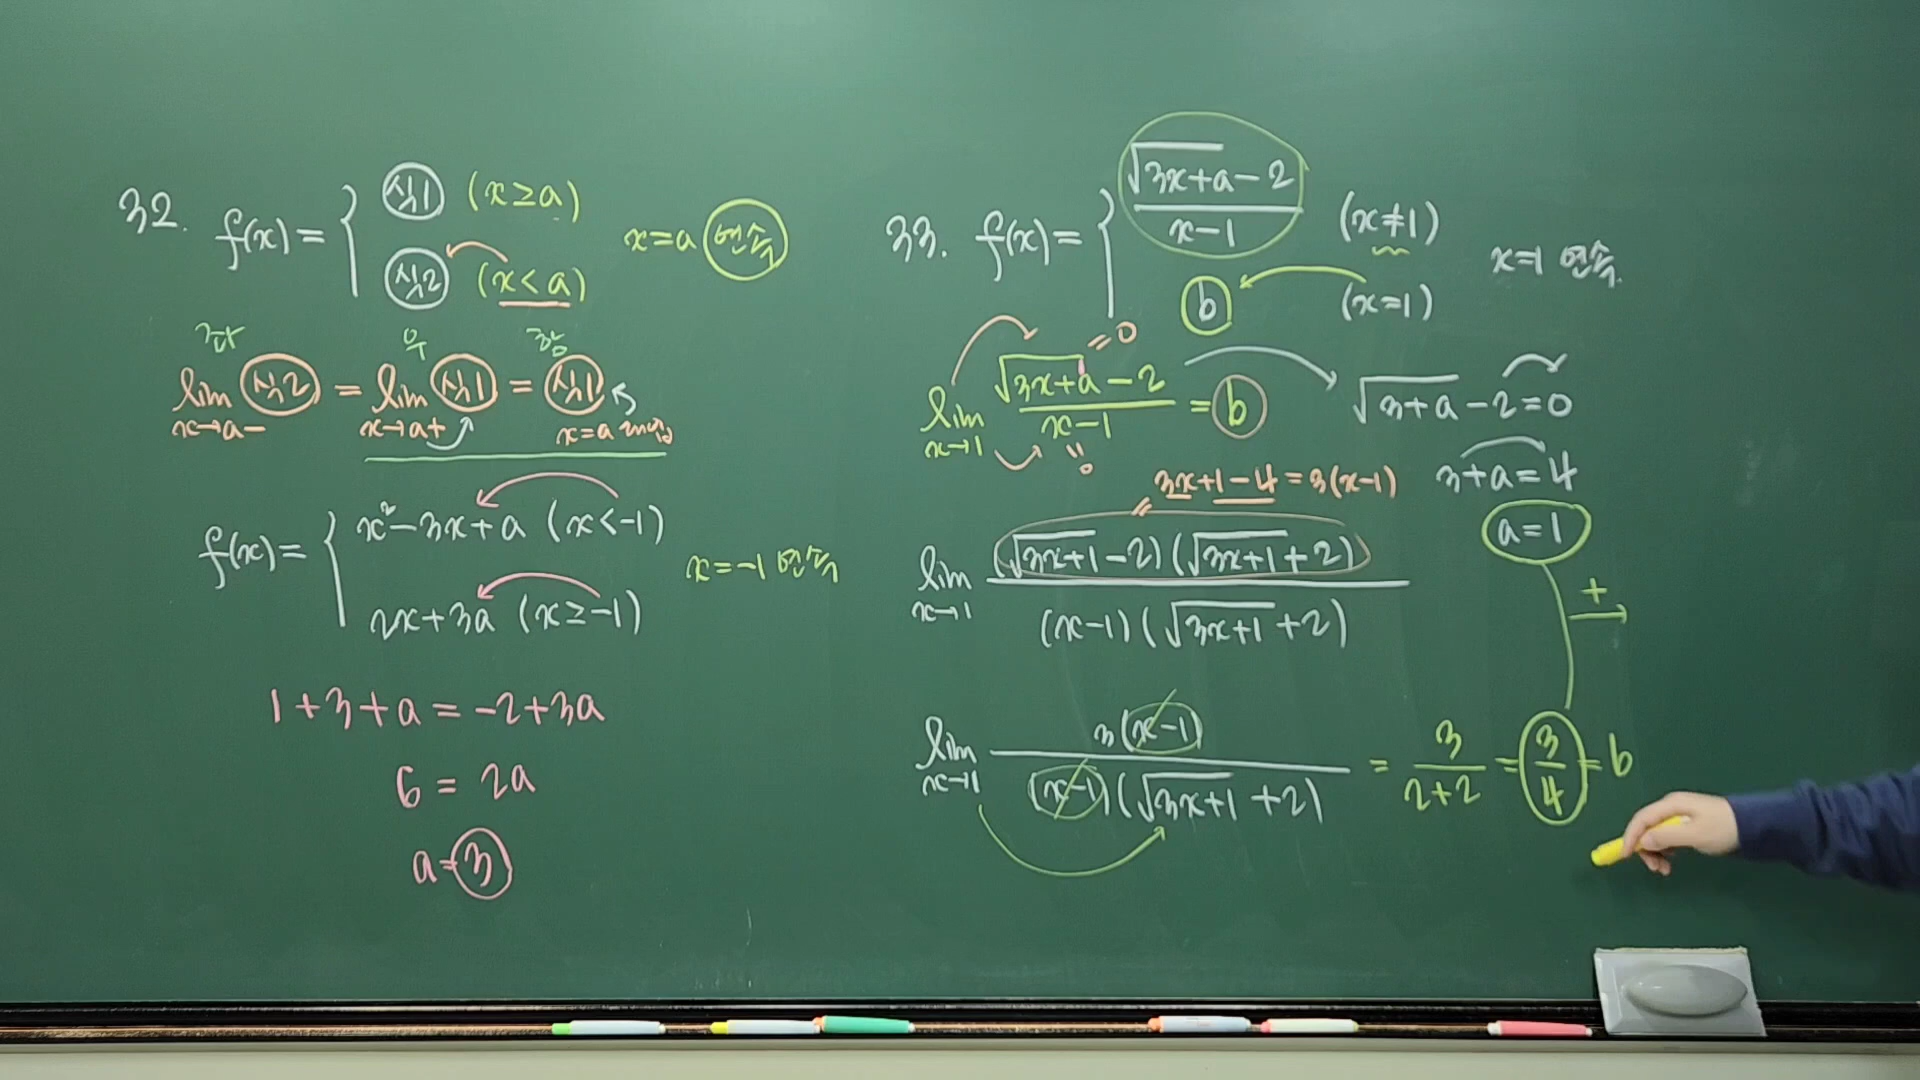 32. f(x) = { 식1 (x ≥ a)
식2 (x < a)
x = a 연속
좌 우 함
lim x→a- 식2 = lim x→a+ 식1 = 식1 x=a 대입
f(x) = { x² - 3x + a (x < -1)
2x + 3a (x ≥ -1)
x = -1 연속
1 + 3 + a = -2 + 3a
6 = 2a
a = 3
33. f(x) = { (√(3x+a) - 2)/(x-1) (x ≠ 1)
b (x = 1)
x = 1 연속
= 0
lim x→1 (√(3x+a) - 2)/(x-1) = b
" 0
√(3+a) - 2 = 0
3 + a = 4
a = 1
3x + 1 - 4 = 3(x-1)
lim x→1 (√(3x+1) - 2)(√(3x+1) + 2)/((x-1)(√(3x+1) + 2))
+
lim x→1 3(x-1)/((x-1)(√(3x+1) + 2)) = 3/(2+2) = 3/4 = b